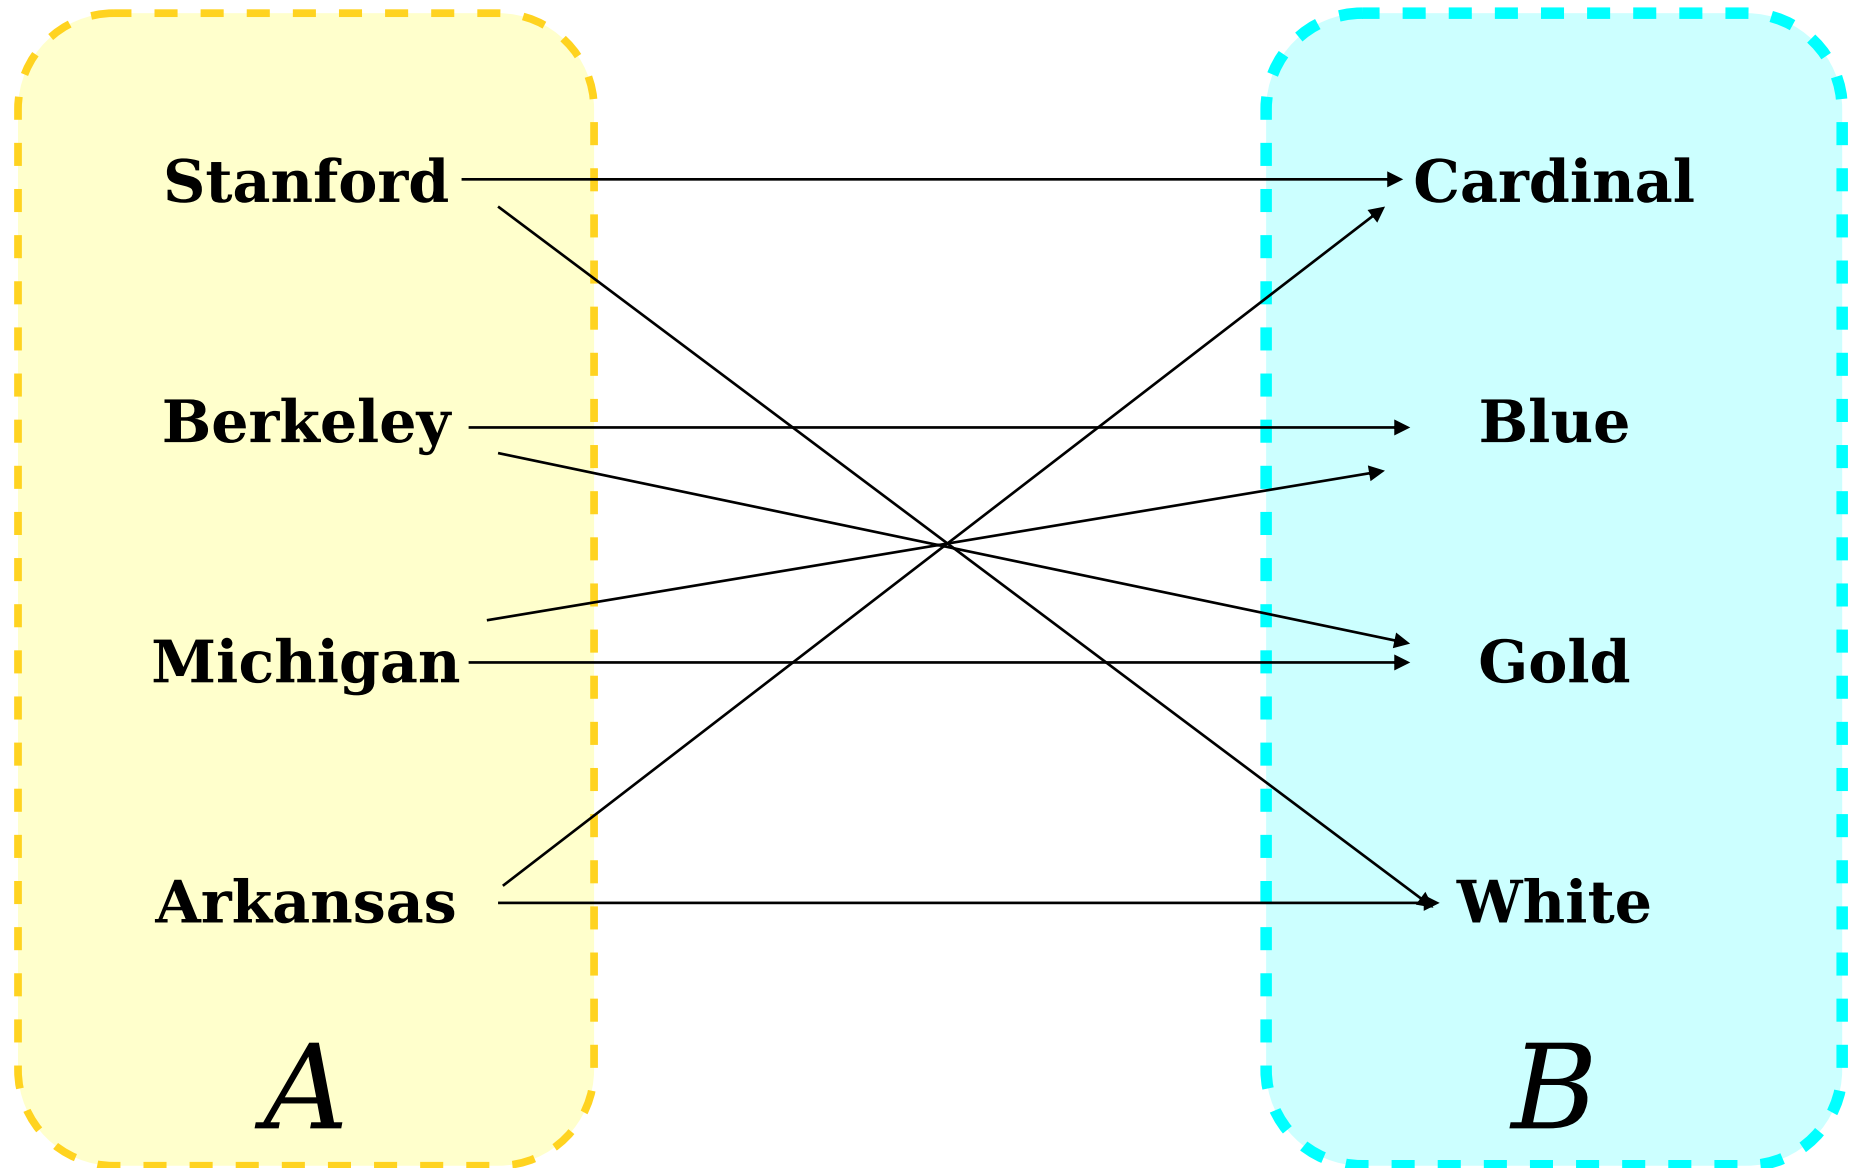 Stanford
Berkeley
Michigan
Arkansas
A
Cardinal
Blue
Gold
White
B